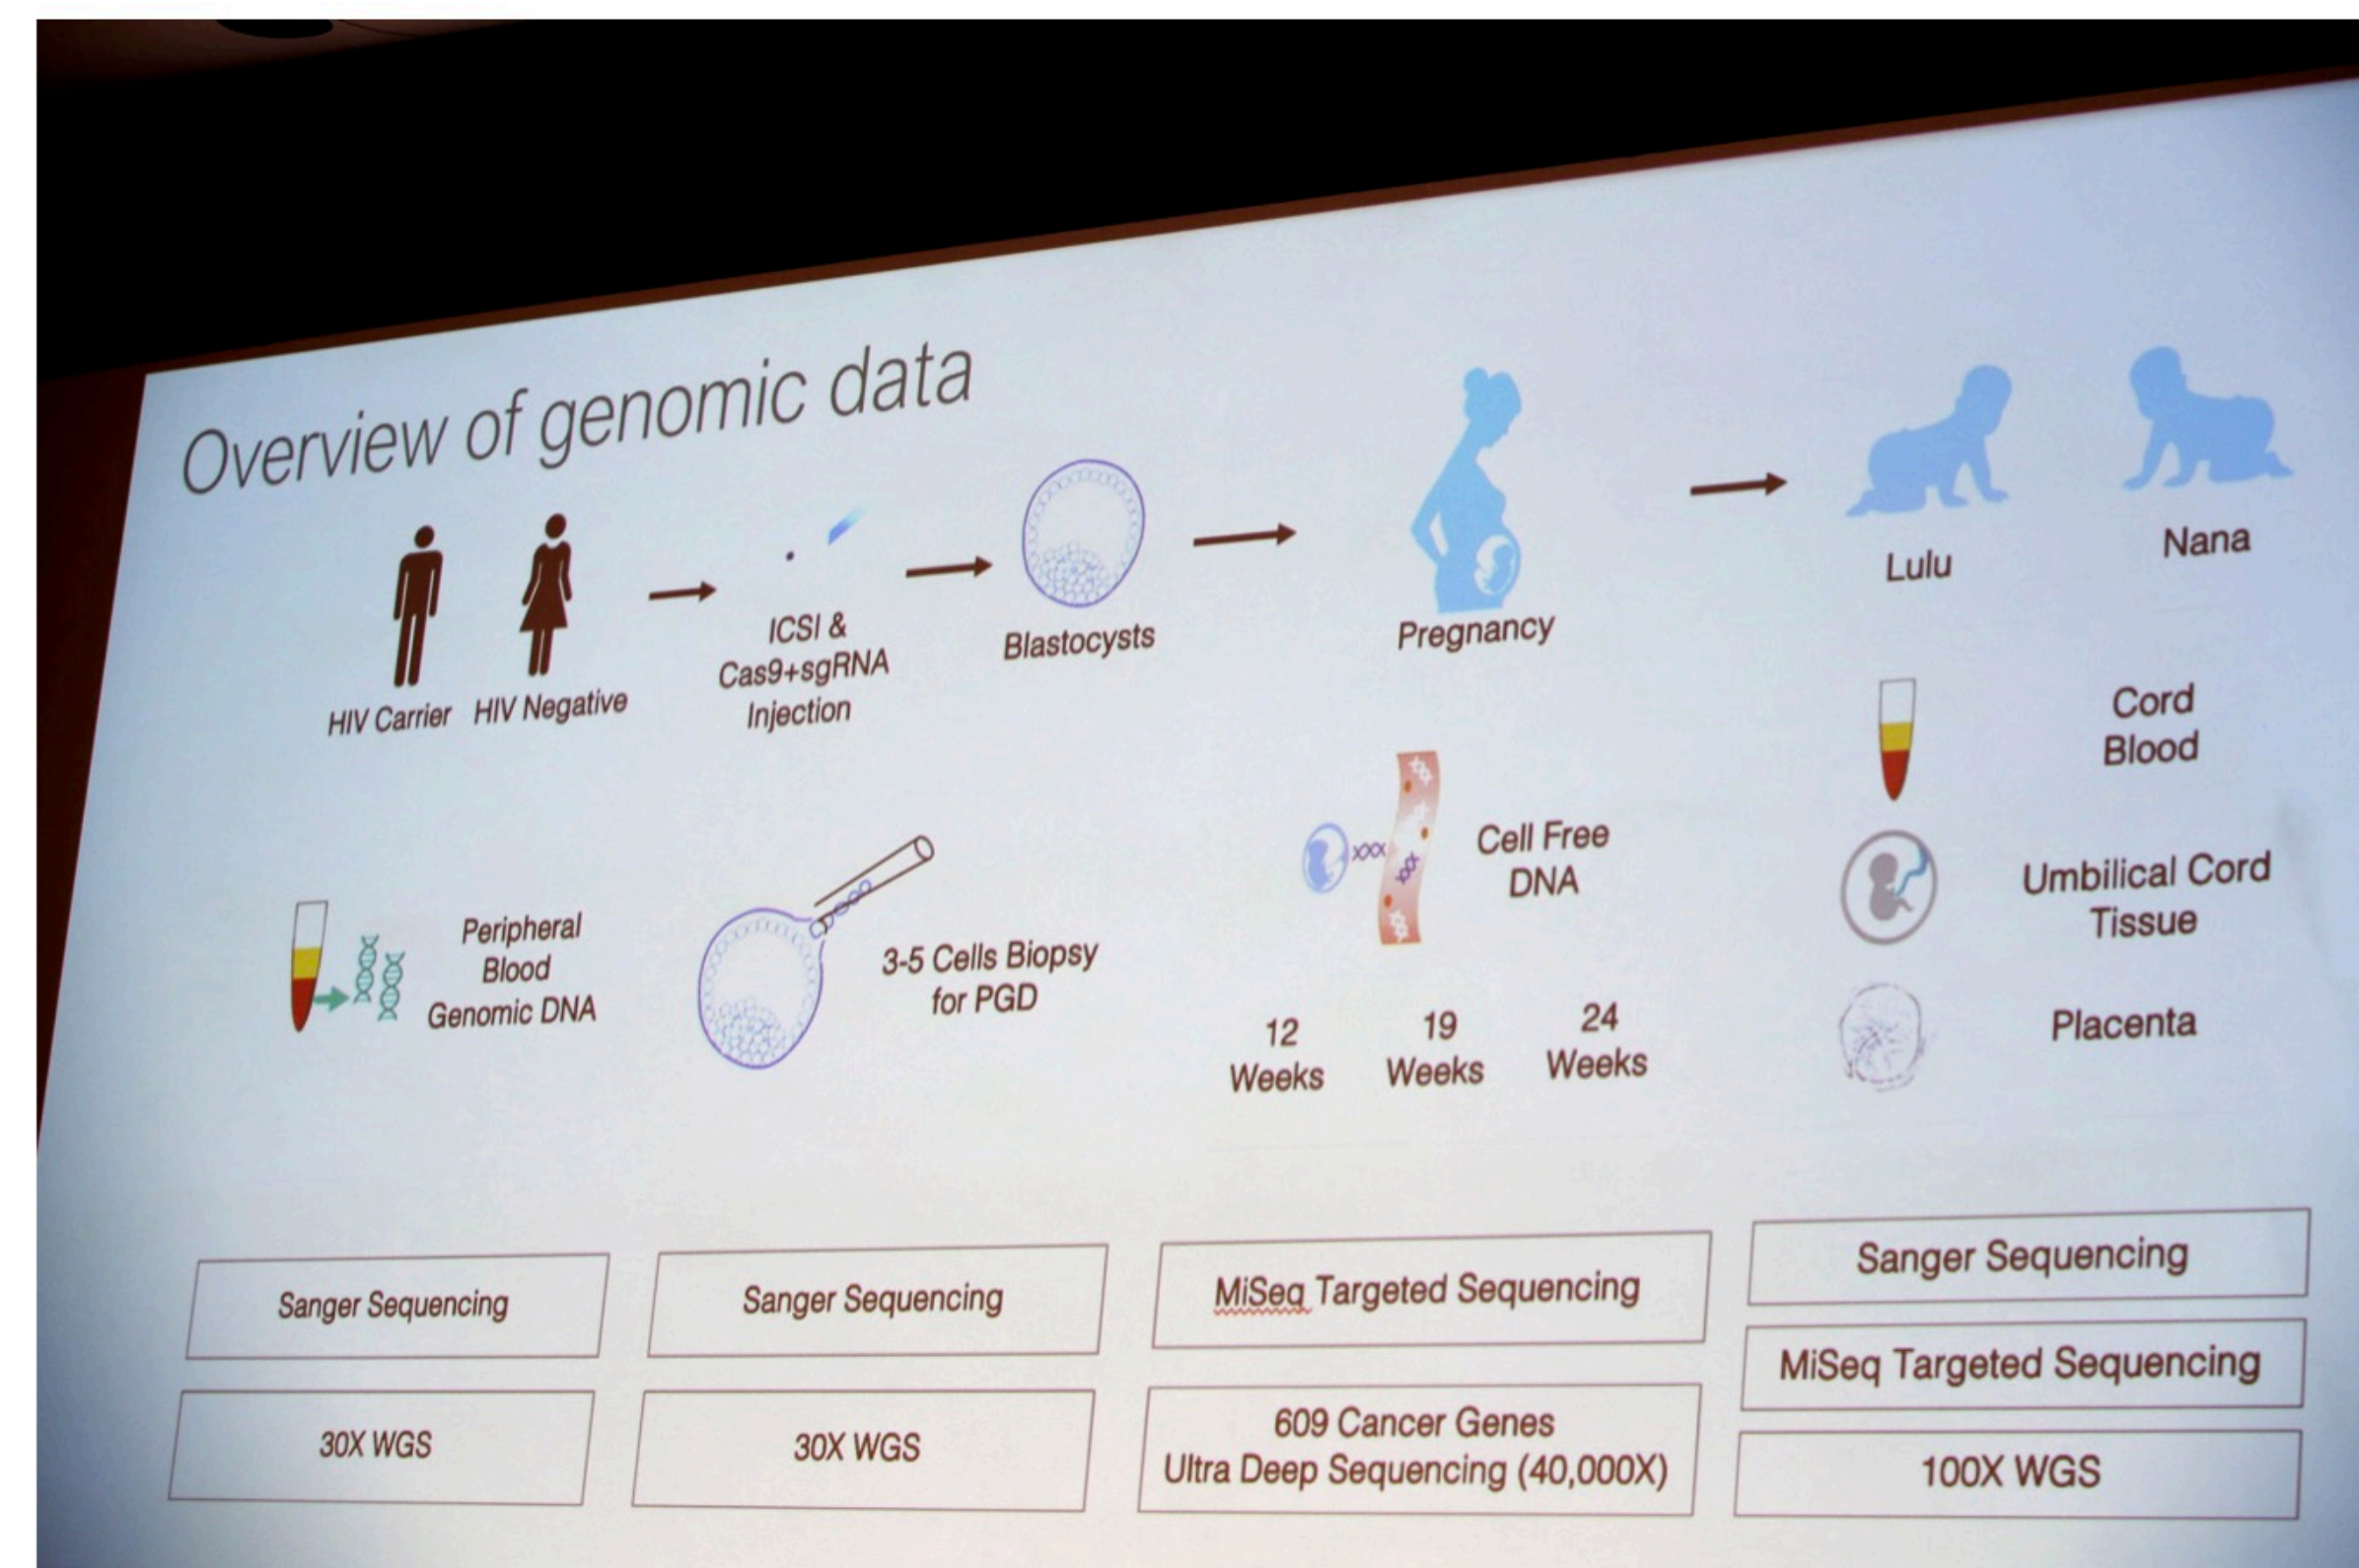 Overview of genomic data
HIV Carrier
HIV Negative
ICSI &
Cas9+sgRNA
Injection
Blastocysts
Pregnancy
Lulu
Nana
Peripheral
Blood
Genomic DNA
3-5 Cells Biopsy
for PGD
Cell Free
DNA
12
Weeks
19
Weeks
24
Weeks
Cord
Blood
Umbilical Cord
Tissue
Placenta
Sanger Sequencing
30X WGS
Sanger Sequencing
30X WGS
MiSeq Targeted Sequencing
609 Cancer Genes
Ultra Deep Sequencing (40,000X)
Sanger Sequencing
MiSeq Targeted Sequencing
100X WGS